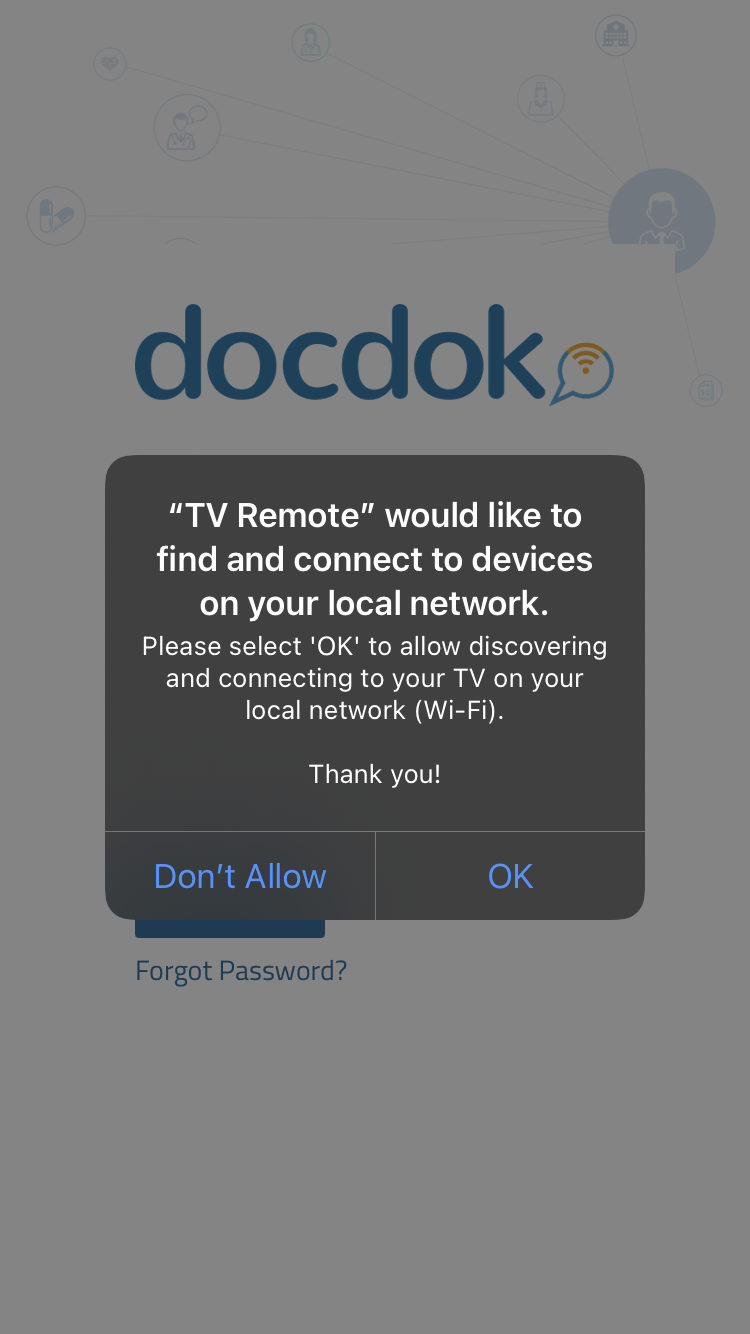 docdok
“TV Remote” would like to
find and connect to devices
on your local network.
Please select 'OK' to allow discovering
and connecting to your TV on your
local network (Wi-Fi).
Thank you!
Don’t Allow
OK
Forgot Password?